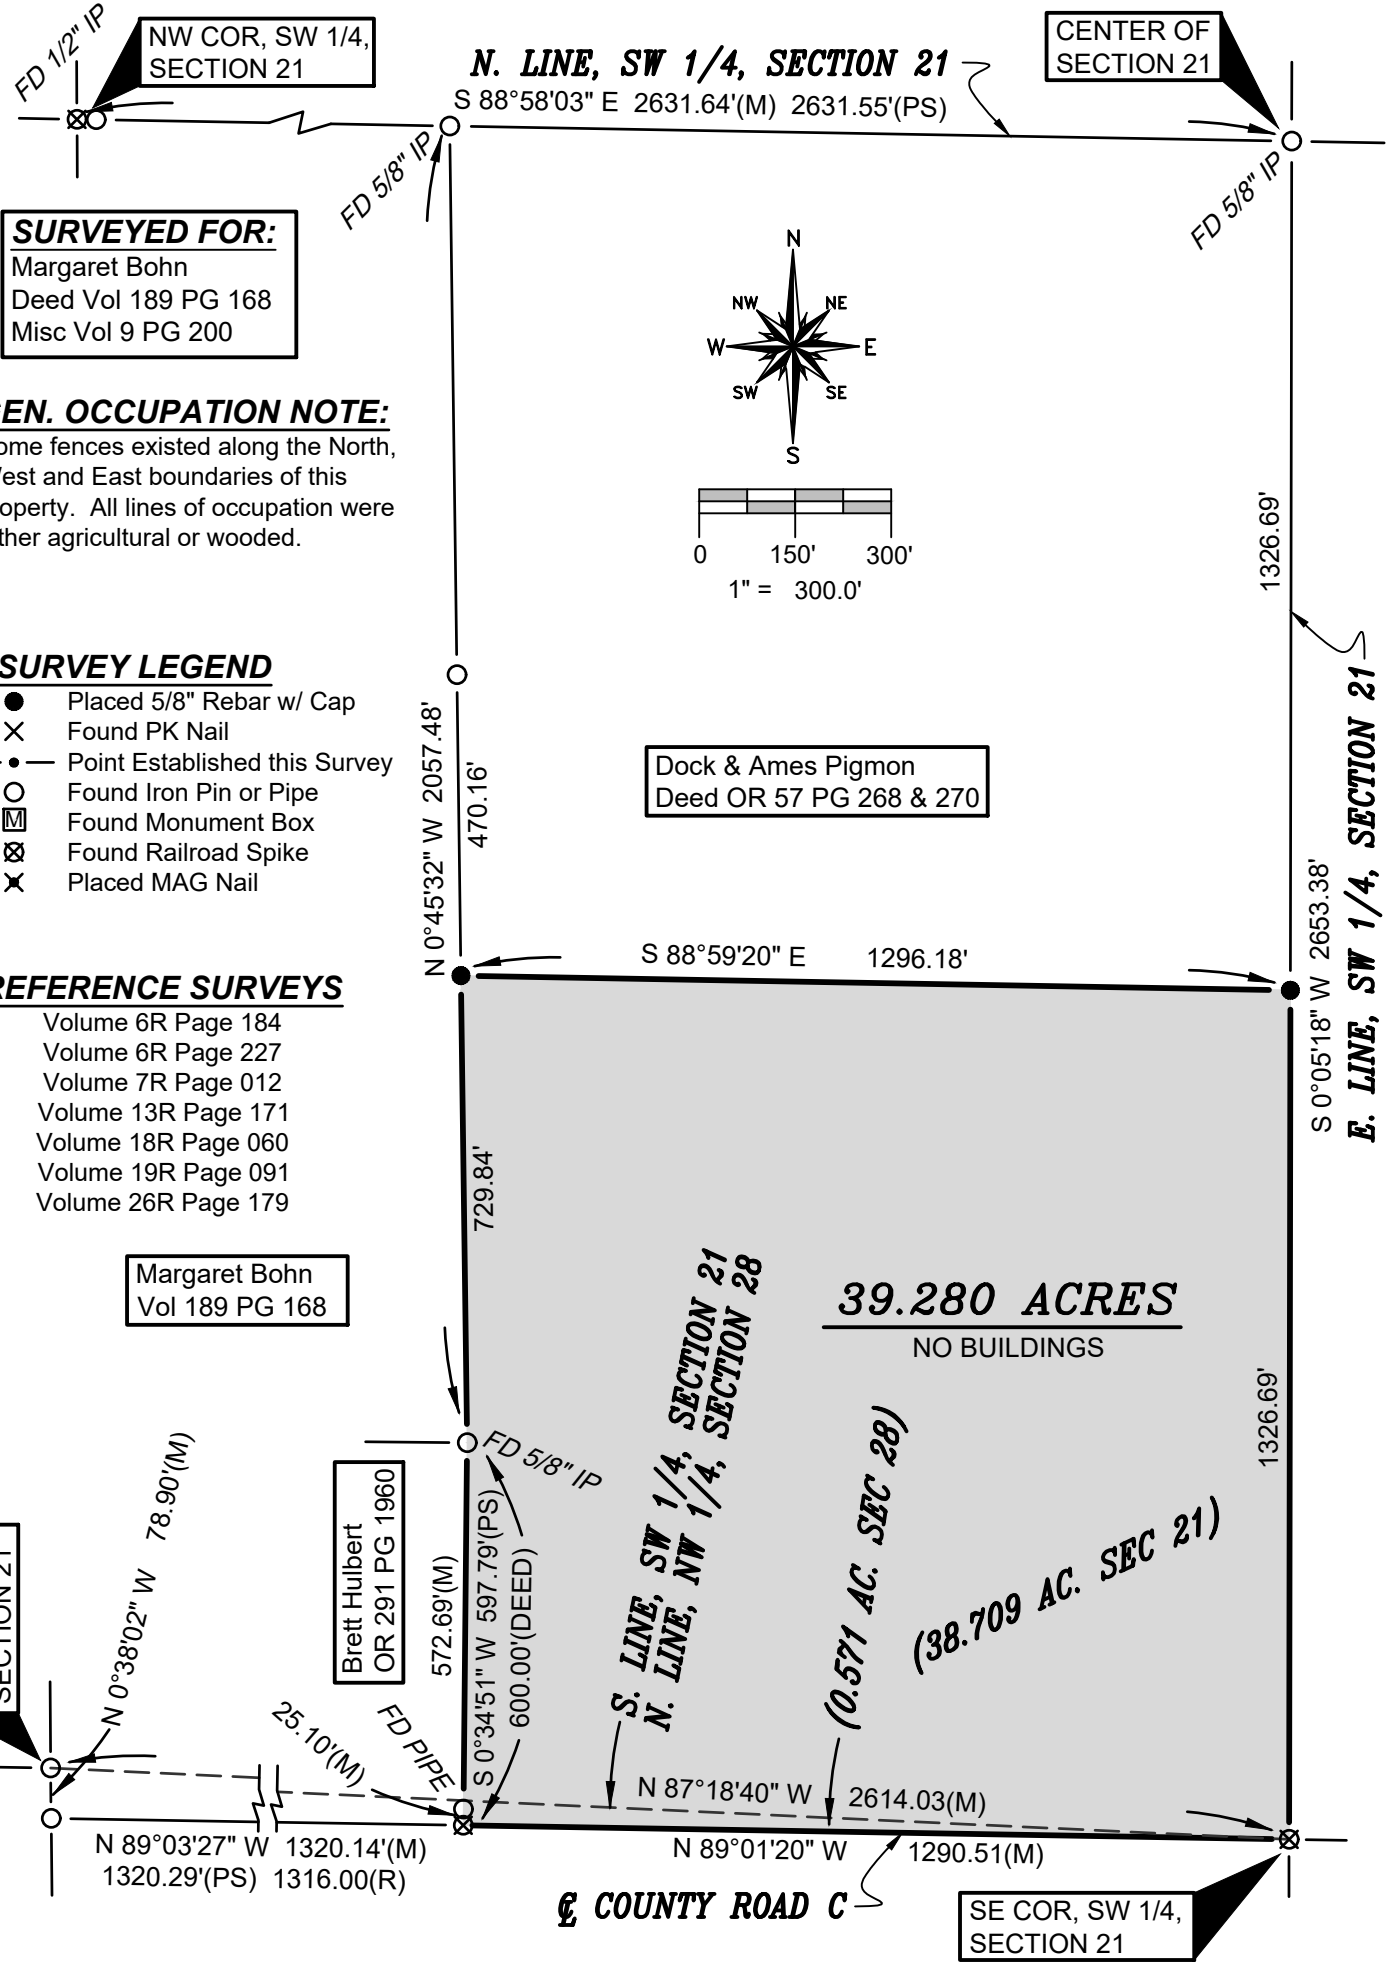 FD 1/2" IP
NW COR, SW 1/4,
SECTION 21
N. LINE, SW 1/4, SECTION 21
S 88°58'03" E 2631.64'(M) 2631.55'(PS)
CENTER OF
SECTION 21
FD 5/8" IP
FD 5/8" IP
SURVEYED FOR:
Margaret Bohn
Deed Vol 189 PG 168
Misc Vol 9 PG 200
N
NW
NE
W
E
SW
SE
S
EN. OCCUPATION NOTE:
ome fences existed along the North,
est and East boundaries of this
operty. All lines of occupation were
ther agricultural or wooded.
0 150' 300'
1" = 300.0'
1326.69'
SURVEY LEGEND
Placed 5/8" Rebar w/ Cap
Found PK Nail
Point Established this Survey
Found Iron Pin or Pipe
M Found Monument Box
Found Railroad Spike
Placed MAG Nail
N 0°45'32" W 2057.48'
470.16'
Dock & Ames Pigmon
Deed OR 57 PG 268 & 270
E. LINE, SW 1/4, SECTION 21
S 0°05'18" W 2653.38'
S 88°59'20" E 1296.18'
REFERENCE SURVEYS
Volume 6R Page 184
Volume 6R Page 227
Volume 7R Page 012
Volume 13R Page 171
Volume 18R Page 060
Volume 19R Page 091
Volume 26R Page 179
729.84'
Margaret Bohn
Vol 189 PG 168
39.280 ACRES
NO BUILDINGS
1326.69'
S. LINE, SW 1/4, SECTION 21
N. LINE, NW 1/4, SECTION 28
(0.571 AC. SEC 28)
(38.709 AC. SEC 21)
FD 5/8" IP
N 0°38'02" W 78.90'(M)
Brett Hulbert
OR 291 PG 1960
572.69'(M)
S 0°34'51" W 597.79'(PS)
600.00'(DEED)
SECTION 21
25.10'(M)
FD PIPE
N 87°18'40" W 2614.03(M)
N 89°03'27" W 1320.14'(M)
1320.29'(PS) 1316.00(R)
N 89°01'20" W 1290.51(M)
℄ COUNTY ROAD C
SE COR, SW 1/4,
SECTION 21